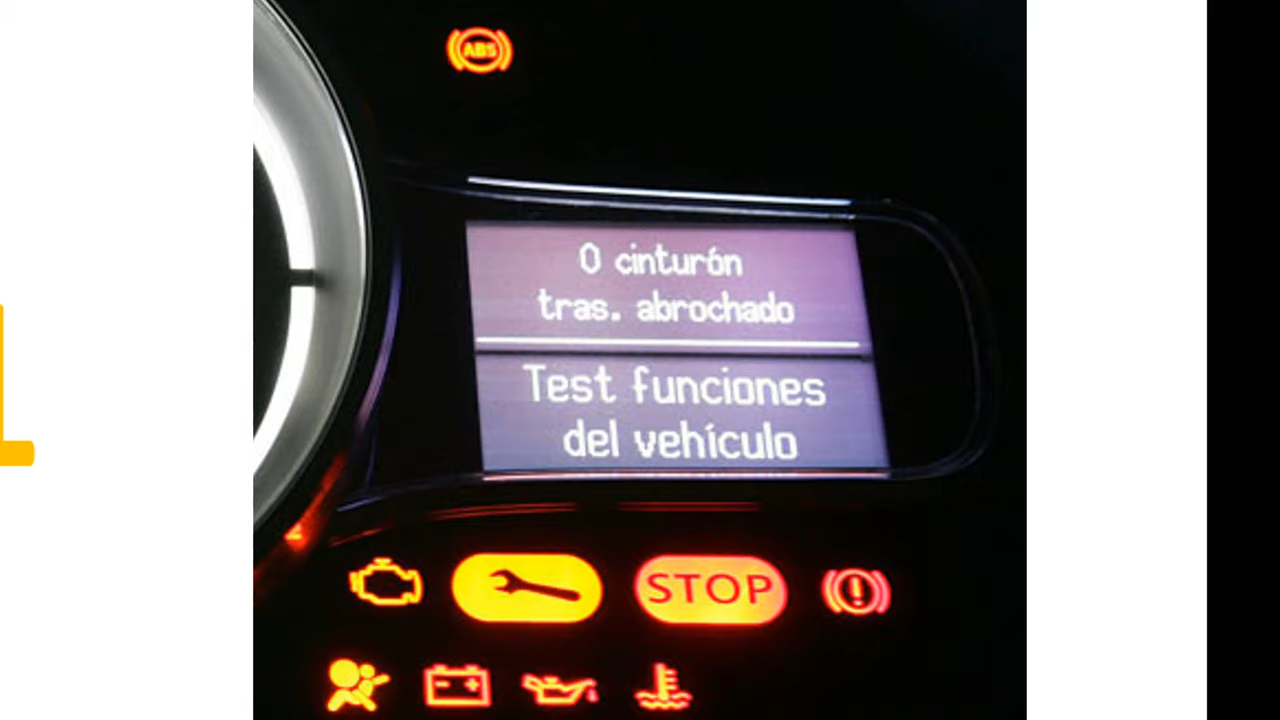 ABS
0 cinturón
tras. abrochado
Test funciones
del vehículo
STOP